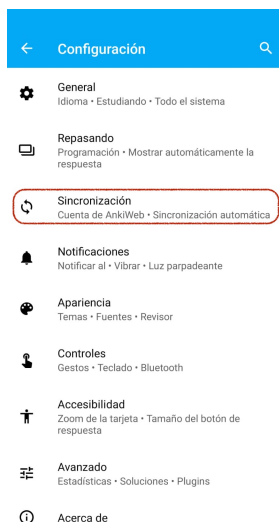 Configuración
General
Idioma • Estudiando • Todo el sistema
Repasando
Programación • Mostrar automáticamente la
respuesta
Sincronización
Cuenta de AnkiWeb • Sincronización automática
Notificaciones
Notificar al • Vibrar • Luz parpadeante
Apariencia
Temas • Fuentes • Revisor
Controles
Gestos • Teclado • Bluetooth
Accesibilidad
Zoom de la tarjeta • Tamaño del botón de
respuesta
Avanzado
Estadísticas • Soluciones • Plugins
Acerca de